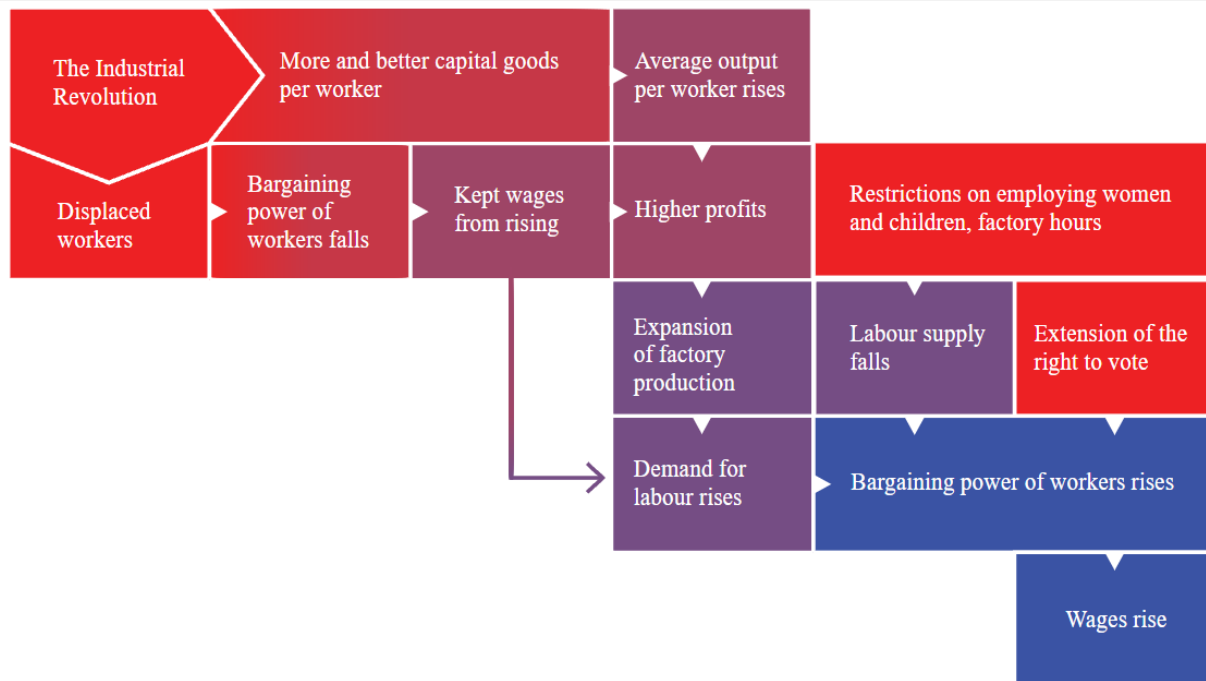 The Industrial
Revolution
More and better capital goods
per worker
Average output
per worker rises
Displaced
workers
Bargaining
power of
workers falls
Kept wages
from rising
Higher profits
Restrictions on employing women
and children, factory hours
Expansion
of factory
production
Labour supply
falls
Extension of the
right to vote
Demand for
labour rises
Bargaining power of workers rises
Wages rise